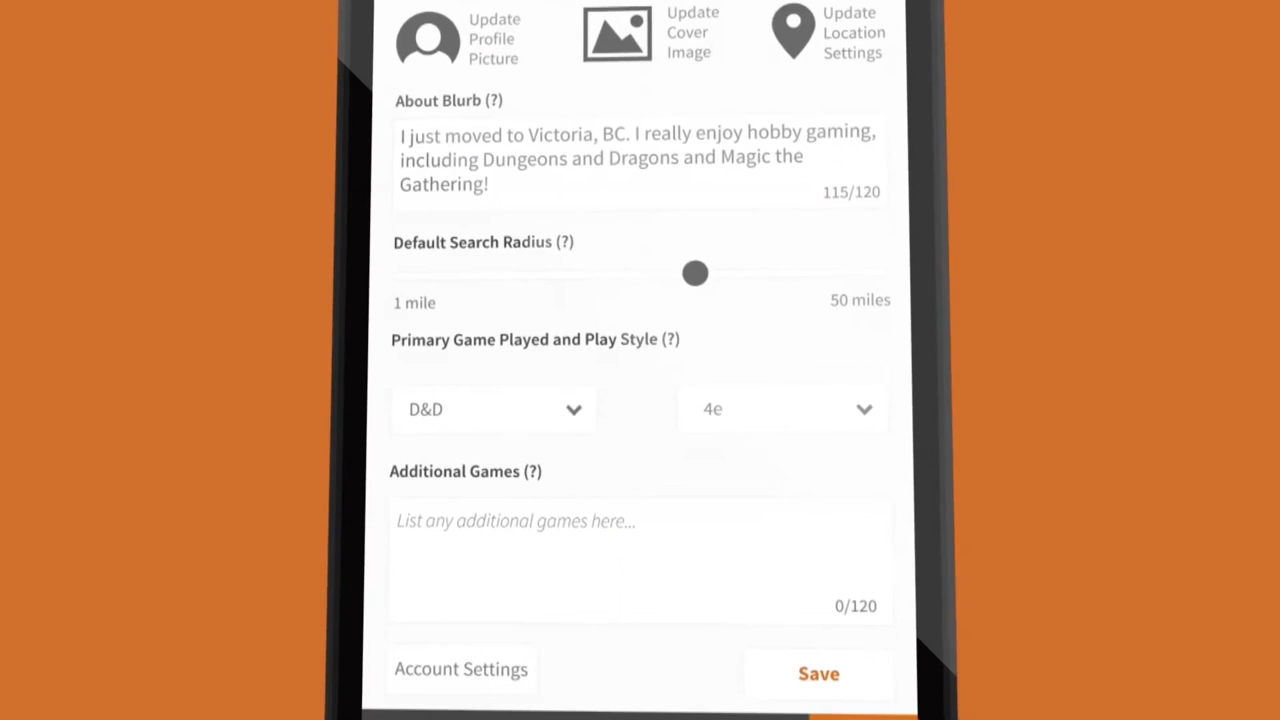 Update
Profile
Picture
Update
Cover
Image
Update
Location
Settings
About Blurb (?)
I just moved to Victoria, BC. I really enjoy hobby gaming,
including Dungeons and Dragons and Magic the
Gathering!
115/120
Default Search Radius (?)
1 mile
50 miles
Primary Game Played and Play Style (?)
D&D
4e
Additional Games (?)
List any additional games here...
0/120
Account Settings
Save